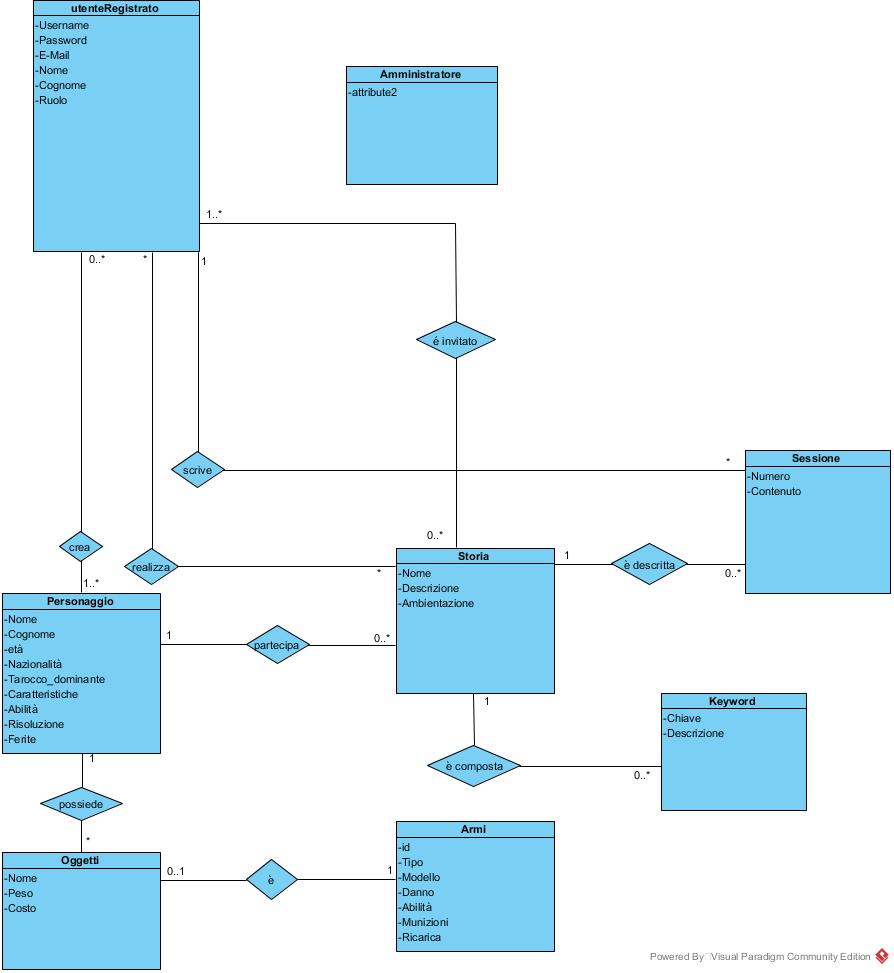 utenteRegistrato
-Username
-Password
-E-Mail
-Nome
-Cognome
-Ruolo
Amministratore
-attribute2
1..*
0..*
*
1
é invitato
scrive
*
Sessione
-Numero
-Contenuto
0..*
crea
realizza
*
1..*
Storia
-Nome
-Descrizione
-Ambientazione
1
è descritta
0..*
Personaggio
-Nome
-Cognome
-età
-Nazionalità
-Tarocco_dominante
-Caratteristiche
-Abilità
-Risoluzione
-Ferite
1
partecipa
0..*
1
è composta
0..*
Keyword
-Chiave
-Descrizione
1
possiede
*
Oggetti
-Nome
-Peso
-Costo
0..1
è
1
Armi
-id
-Tipo
-Modello
-Danno
-Abilità
-Munizioni
-Ricarica
Powered By Visual Paradigm Community Edition